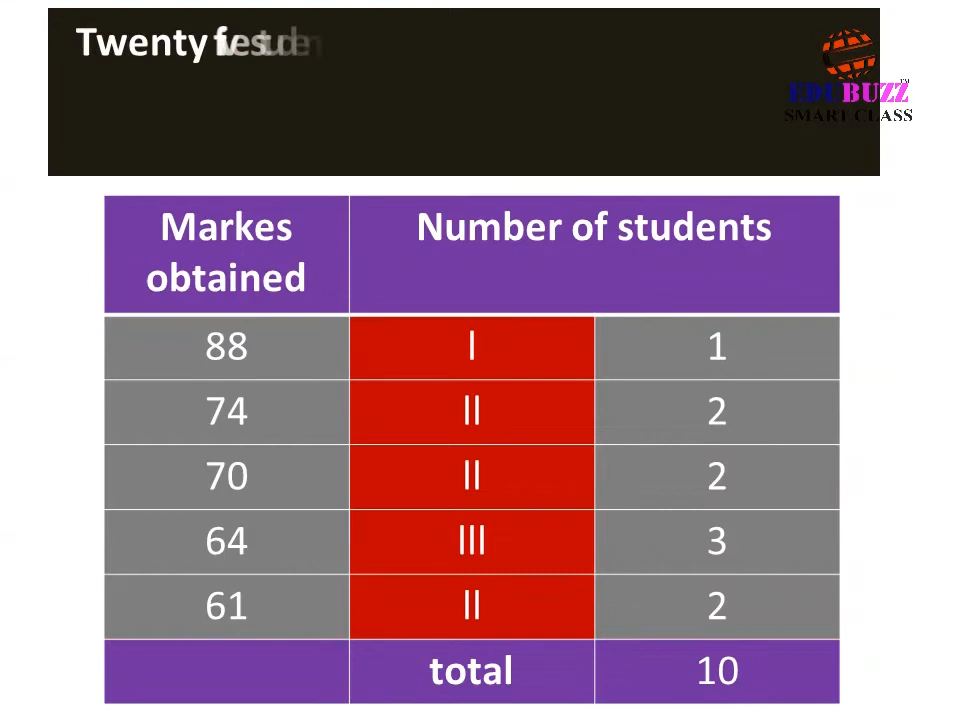 Twenty
EDUBUZZ™
SMART CLASS
Markes Number of students
obtained
88 I 1
74 II 2
70 II 2
64 III 3
61 II 2
total 10